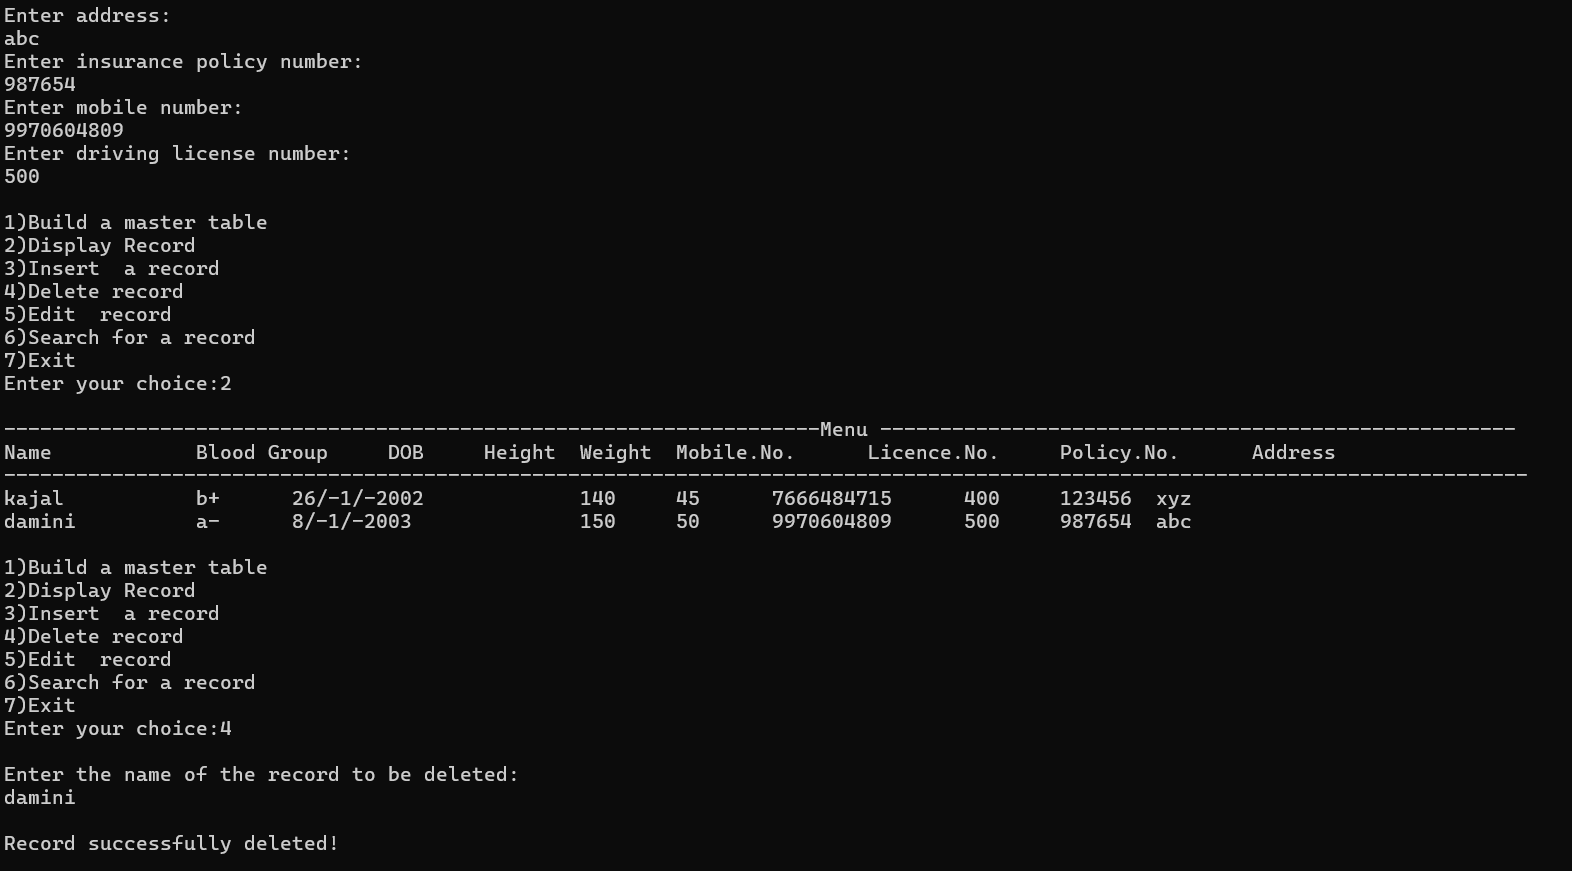 Enter address:
abc
Enter insurance policy number:
987654
Enter mobile number:
9970604809
Enter driving license number:
500
1)Build a master table
2)Display Record
3)Insert  a record
4)Delete record
5)Edit  record
6)Search for a record
7)Exit
Enter your choice:2
--------------------------------------------------------------------Menu -----------------------------------------------------
Name            Blood Group     DOB     Height  Weight  Mobile.No.      Licence.No.     Policy.No.      Address
-------------------------------------------------------------------------------------------------------------------------------
kajal           b+      26/-1/-2002             140     45      7666484715      400     123456  xyz
damini          a-      8/-1/-2003              150     50      9970604809      500     987654  abc
1)Build a master table
2)Display Record
3)Insert  a record
4)Delete record
5)Edit  record
6)Search for a record
7)Exit
Enter your choice:4
Enter the name of the record to be deleted:
damini
Record successfully deleted!